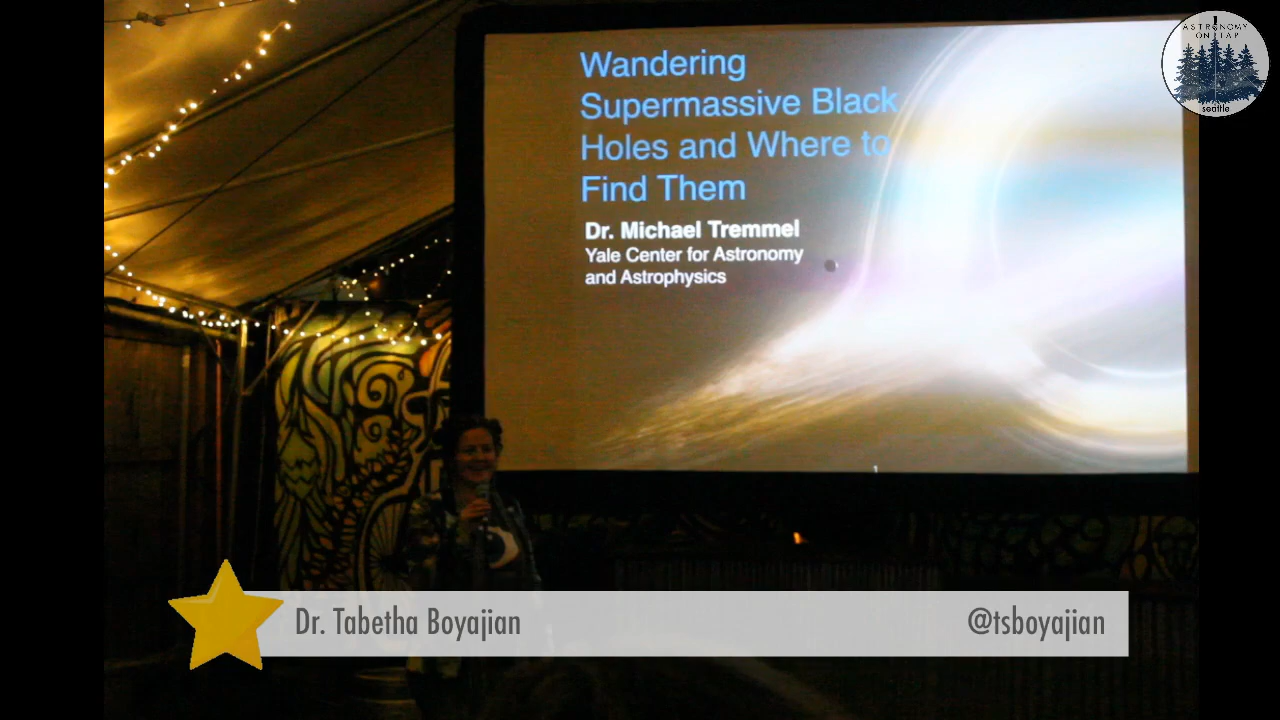 Wandering
Supermassive Black
Holes and Where to
Find Them
Dr. Michael Tremmel
Yale Center for Astronomy
and Astrophysics
1
ASTRONOMY
ON TAP
seattle
Dr. Tabetha Boyajian
@tsboyajian